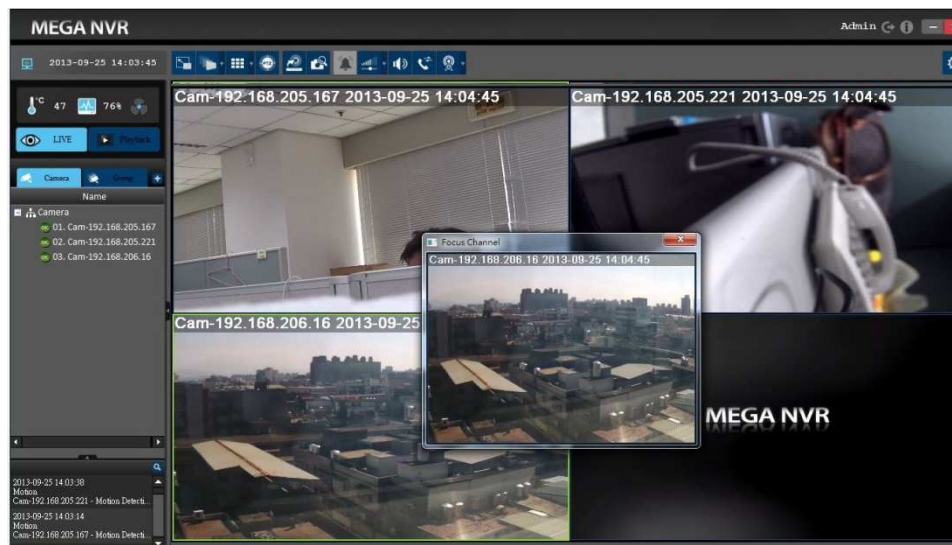 MEGA NVR
Admin
2013-09-25 14:03:45
°C 47 76%
LIVE Playback
Camera Group +
Name
Camera
01. Cam-192.168.205.167
02. Cam-192.168.205.221
03. Cam-192.168.206.16
2013-09-25 14:03:38
Motion
Cam-192.168.205.221 - Motion Detecti...
2013-09-25 14:03:14
Motion
Cam-192.168.205.167 - Motion Detecti...
Cam-192.168.205.167 2013-09-25 14:04:45
Cam-192.168.205.221 2013-09-25 14:04:45
Cam-192.168.206.16 2013-09-25
Focus Channel
Cam-192.168.206.16 2013-09-25 14:04:45
MEGA NVR